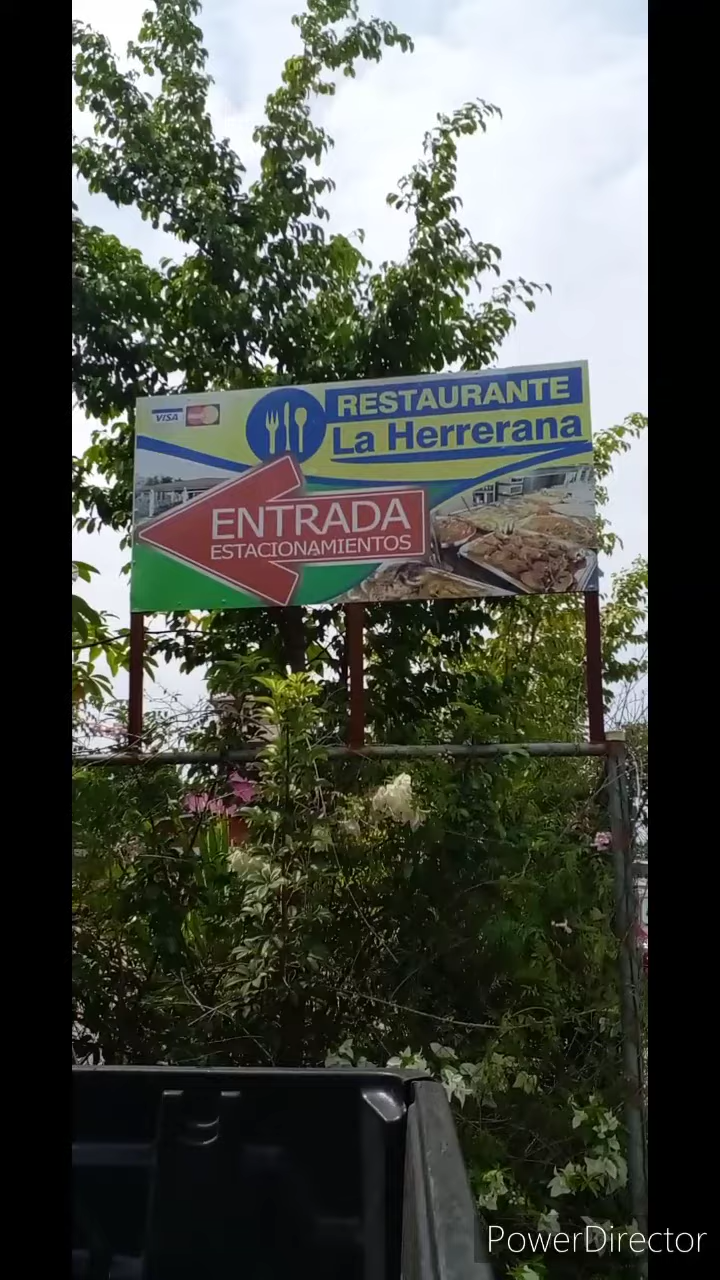 VISA
RESTAURANTE
La Herrerana
ENTRADA
ESTACIONAMIENTOS
PowerDirector